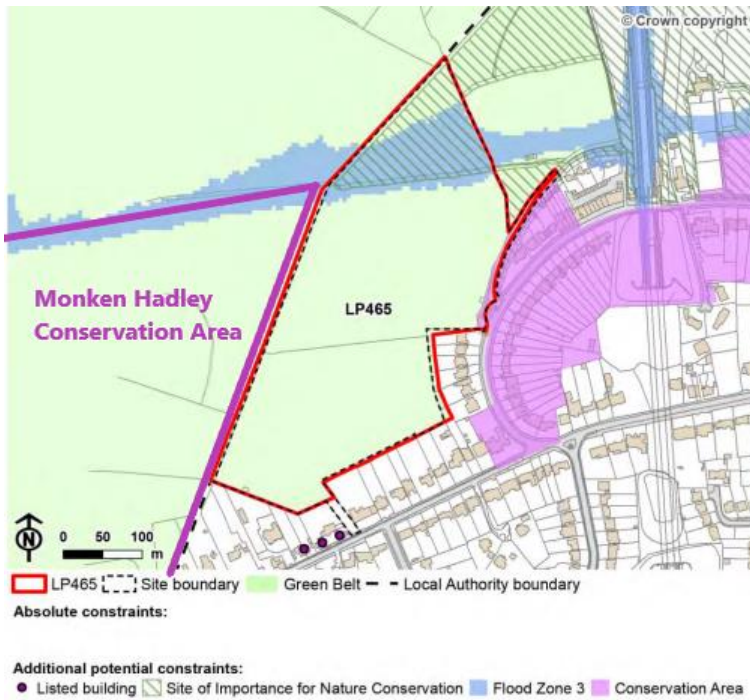 © Crown copyright
Monken Hadley
Conservation Area
LP465
N
0 50 100
m
LP465 Site boundary Green Belt Local Authority boundary
Absolute constraints:
Additional potential constraints:
Listed building Site of Importance for Nature Conservation Flood Zone 3 Conservation Area